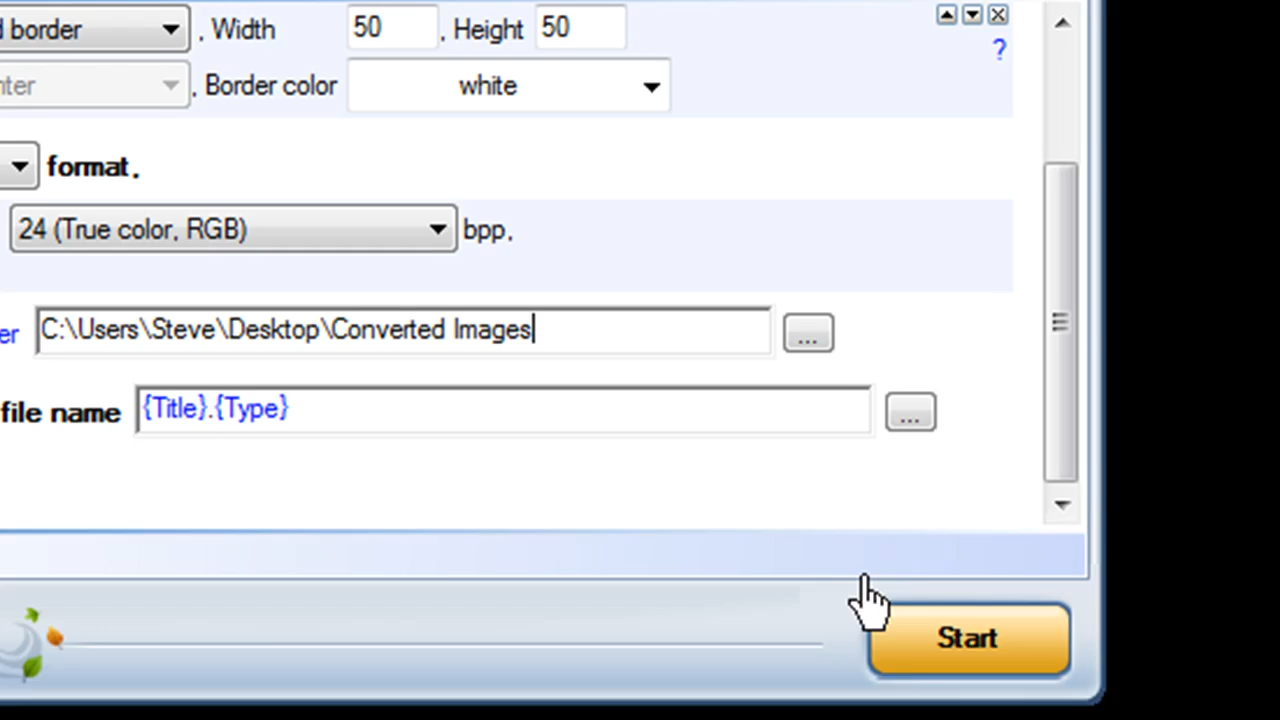 d border , Width 50 , Height 50
?
nter , Border color white
format.
24 (True color, RGB) bpp,
er C:\Users\Steve\Desktop\Converted Images
...
file name {Title}.{Type}
...
Start